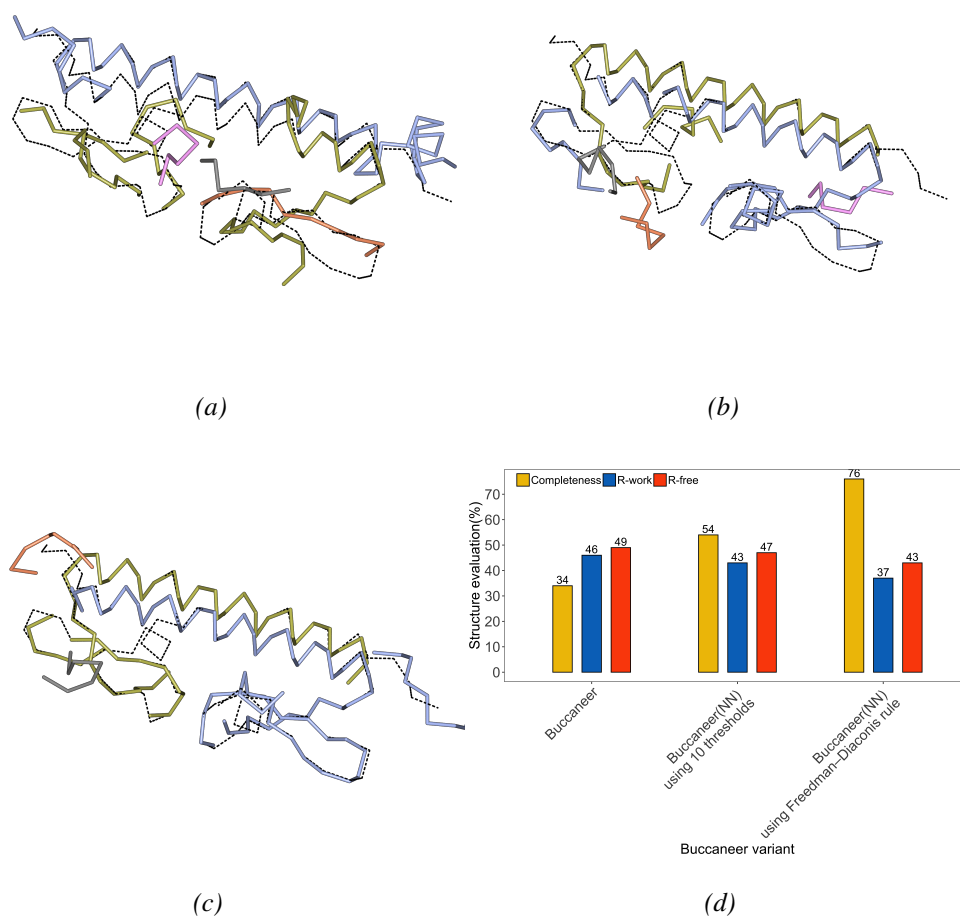 (a)
(b)
(c)
Completeness R-work R-free
Structure evaluation(%)
70
60
50
40
30
20
10
0
34
46
49
54
43
47
76
37
43
Buccaneer
Buccaneer(NN)
using 10 thresholds
Buccaneer(NN)
using Freedman–Diaconis rule
Buccaneer variant
(d)